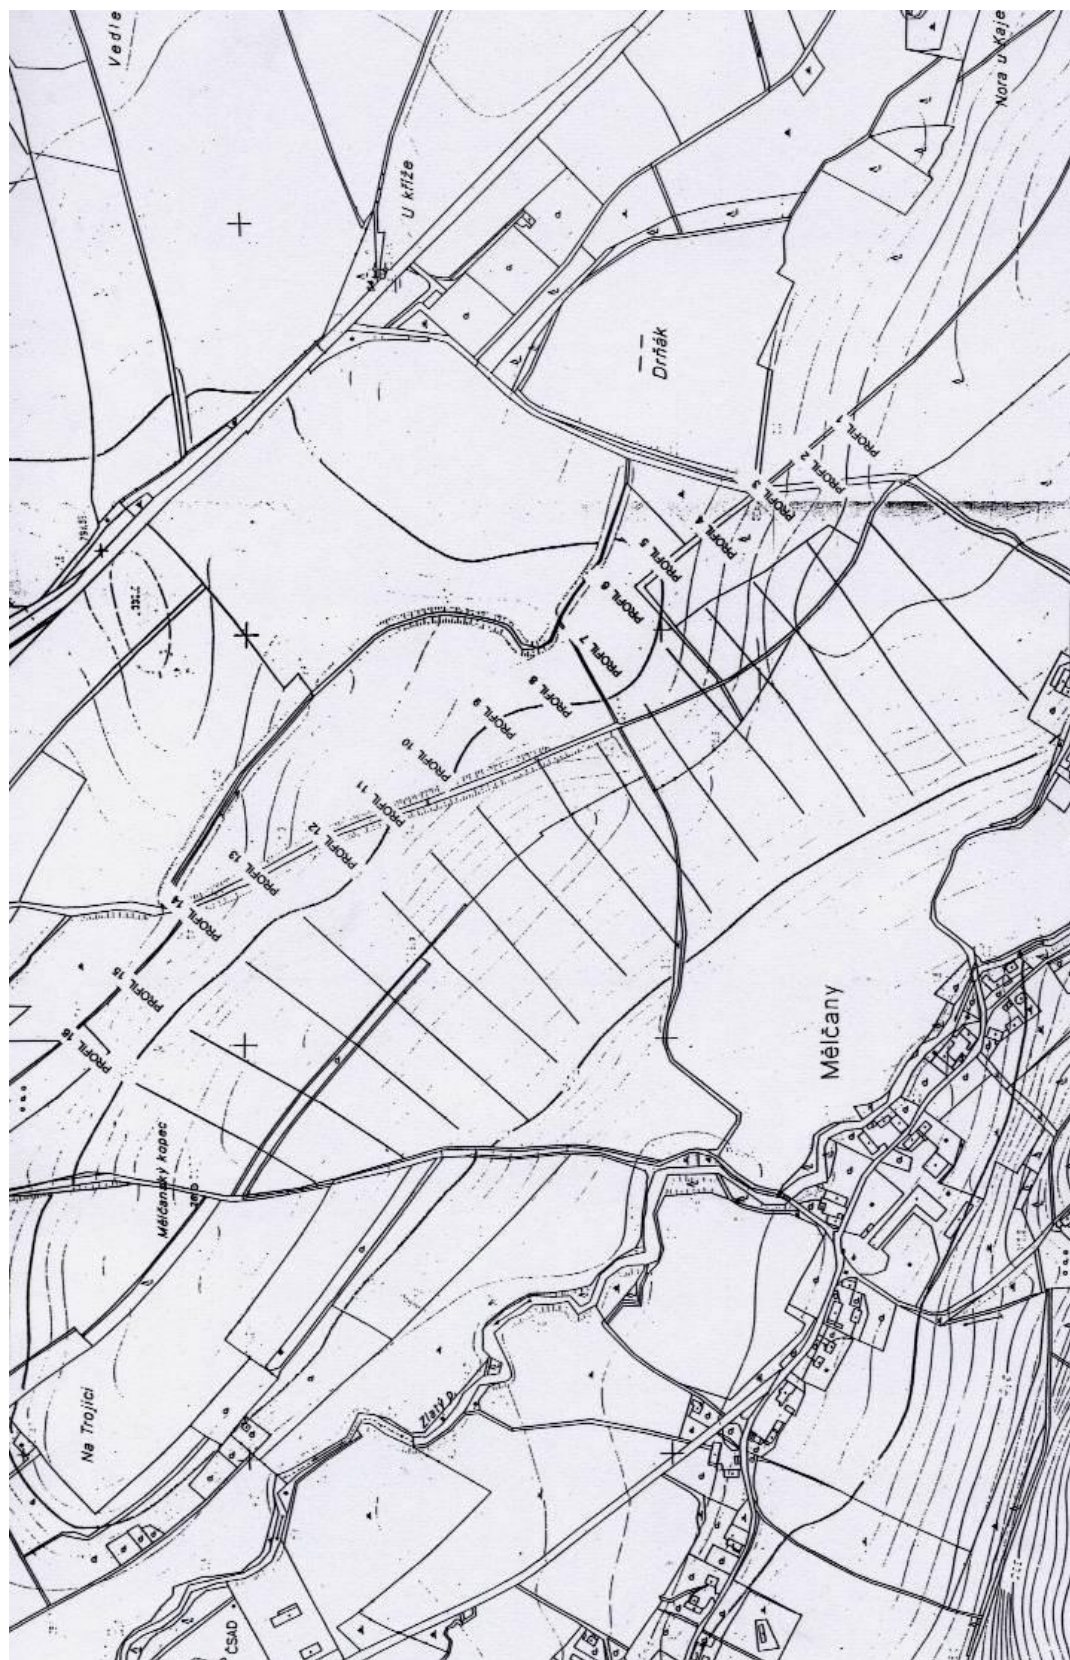 Vedle
U kříže
Drňák
PROFIL 1
PROFIL 2
PROFIL 3
PROFIL 4
PROFIL 5
PROFIL 6
PROFIL 7
PROFIL 8
PROFIL 9
PROFIL 10
PROFIL 11
PROFIL 12
PROFIL 13
PROFIL 14
PROFIL 15
PROFIL 16
Mělčany
Mělčanský kopec
Na Trojici
Zlatý p.
ČSAD